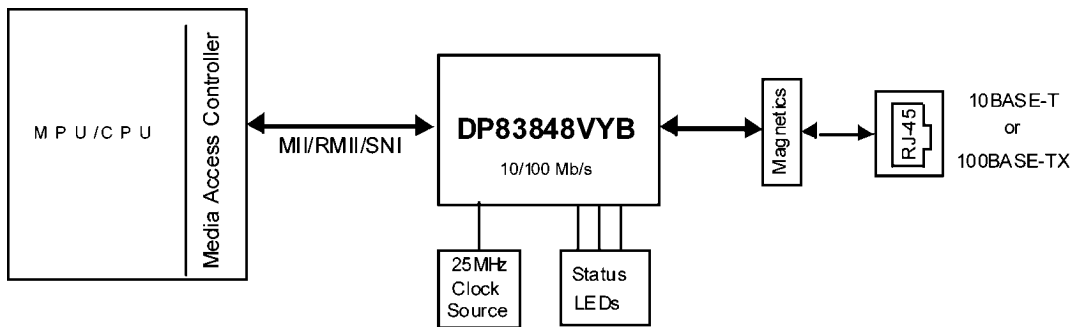 MPU/CPU
Media Access Controller
MII/RMII/SNI
DP83848VYB
10/100 Mb/s
Magnetics
RJ-45
10BASE-T
or
100BASE-TX
25MHz
Clock
Source
Status
LEDs